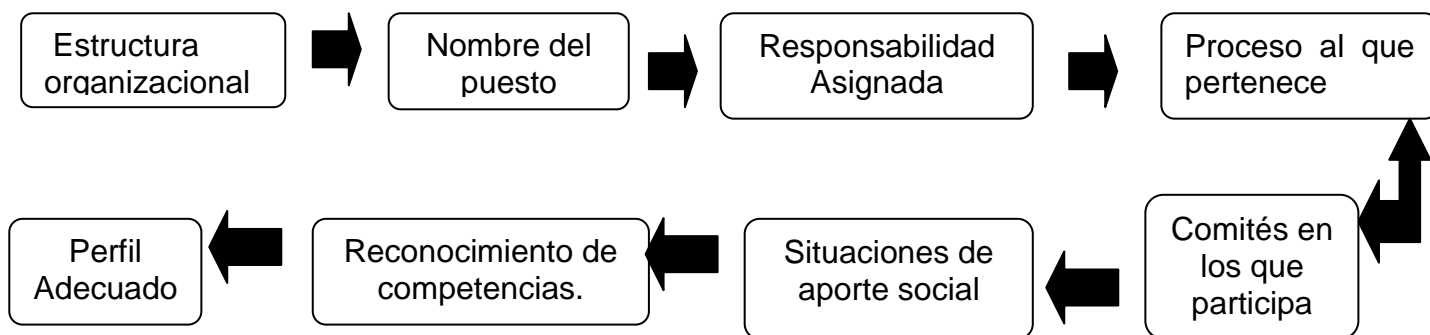 Estructura
organizacional
Nombre del
puesto
Responsabilidad
Asignada
Proceso al que
pertenece
Comités en
los que
participa
Situaciones de
aporte social
Reconocimiento de
competencias.
Perfil
Adecuado